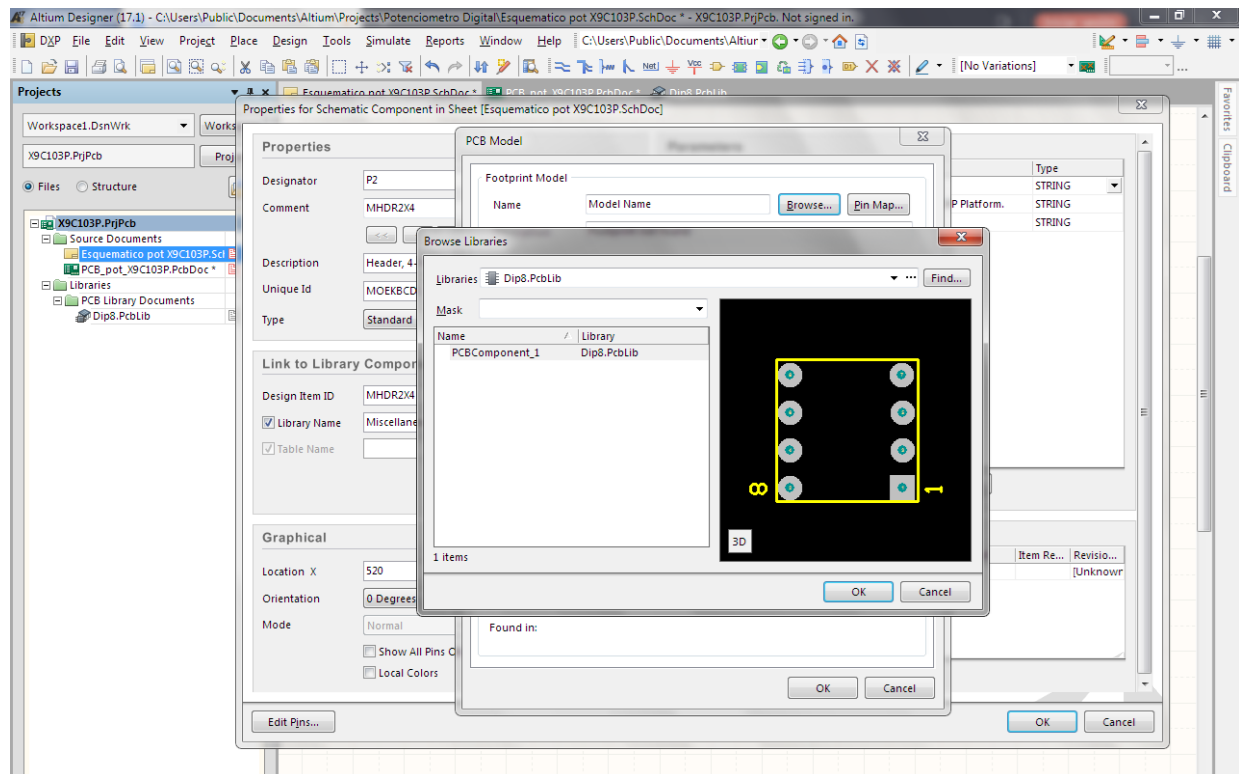 Altium Designer (17.1) - C:\Users\Public\Documents\Altium\Projects\Potenciometro Digital\Esquematico pot X9C103P.SchDoc * - X9C103P.PrjPcb. Not signed in.
DXP File Edit View Project Place Design Tools Simulate Reports Window Help C:\Users\Public\Documents\Altiur
Net VCC [No Variations] ...
Projects Esquematico pot X9C103P.SchDoc * PCB_pot_X9C103P.PcbDoc * Dip8.PcbLib
Favorites
Clipboard
Workspace1.DsnWrk Works
X9C103P.PrjPcb Proj
Files Structure
X9C103P.PrjPcb
Source Documents
Esquematico pot X9C103P.Scl
PCB_pot_X9C103P.PcbDoc *
Libraries
PCB Library Documents
Dip8.PcbLib
Properties for Schematic Component in Sheet [Esquematico pot X9C103P.SchDoc]
Properties
Parameters
Designator P2
Comment MHDR2X4
<<
Description Header, 4-
Unique Id MOEKBCD
Type Standard
Type
STRING
P Platform. STRING
STRING
Link to Library Compor
Design Item ID MHDR2X4
Library Name Miscellane
Table Name
Graphical
Location X 520
Orientation 0 Degrees
Mode Normal
Show All Pins O
Local Colors
Item Re... Revisio...
[Unknowr
Edit Pins... OK Cancel
PCB Model
Footprint Model
Name Model Name Browse... Pin Map...
Found in:
OK Cancel
Browse Libraries
Libraries Dip8.PcbLib ... Find...
Mask
Name / Library
PCBComponent_1 Dip8.PcbLib
8 1
3D
1 items
OK Cancel